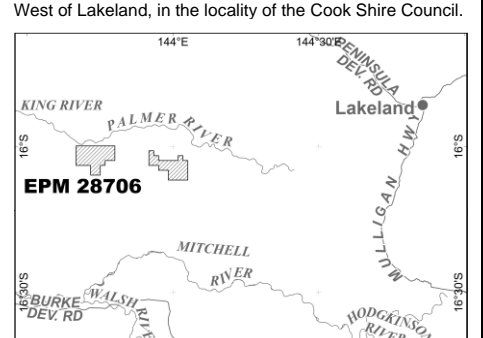 West of Lakeland, in the locality of the Cook Shire Council.
144°E
144°30'E
PENINSULA
DEV. RD
Lakeland
KING RIVER
PALMER RIVER
16°S
16°S
EPM 28706
MULLIGAN HWY
MITCHELL
RIVER
16°30'S
16°30'S
BURKE
DEV. RD
WALSH RIVE
HODGKINSON
RIVER